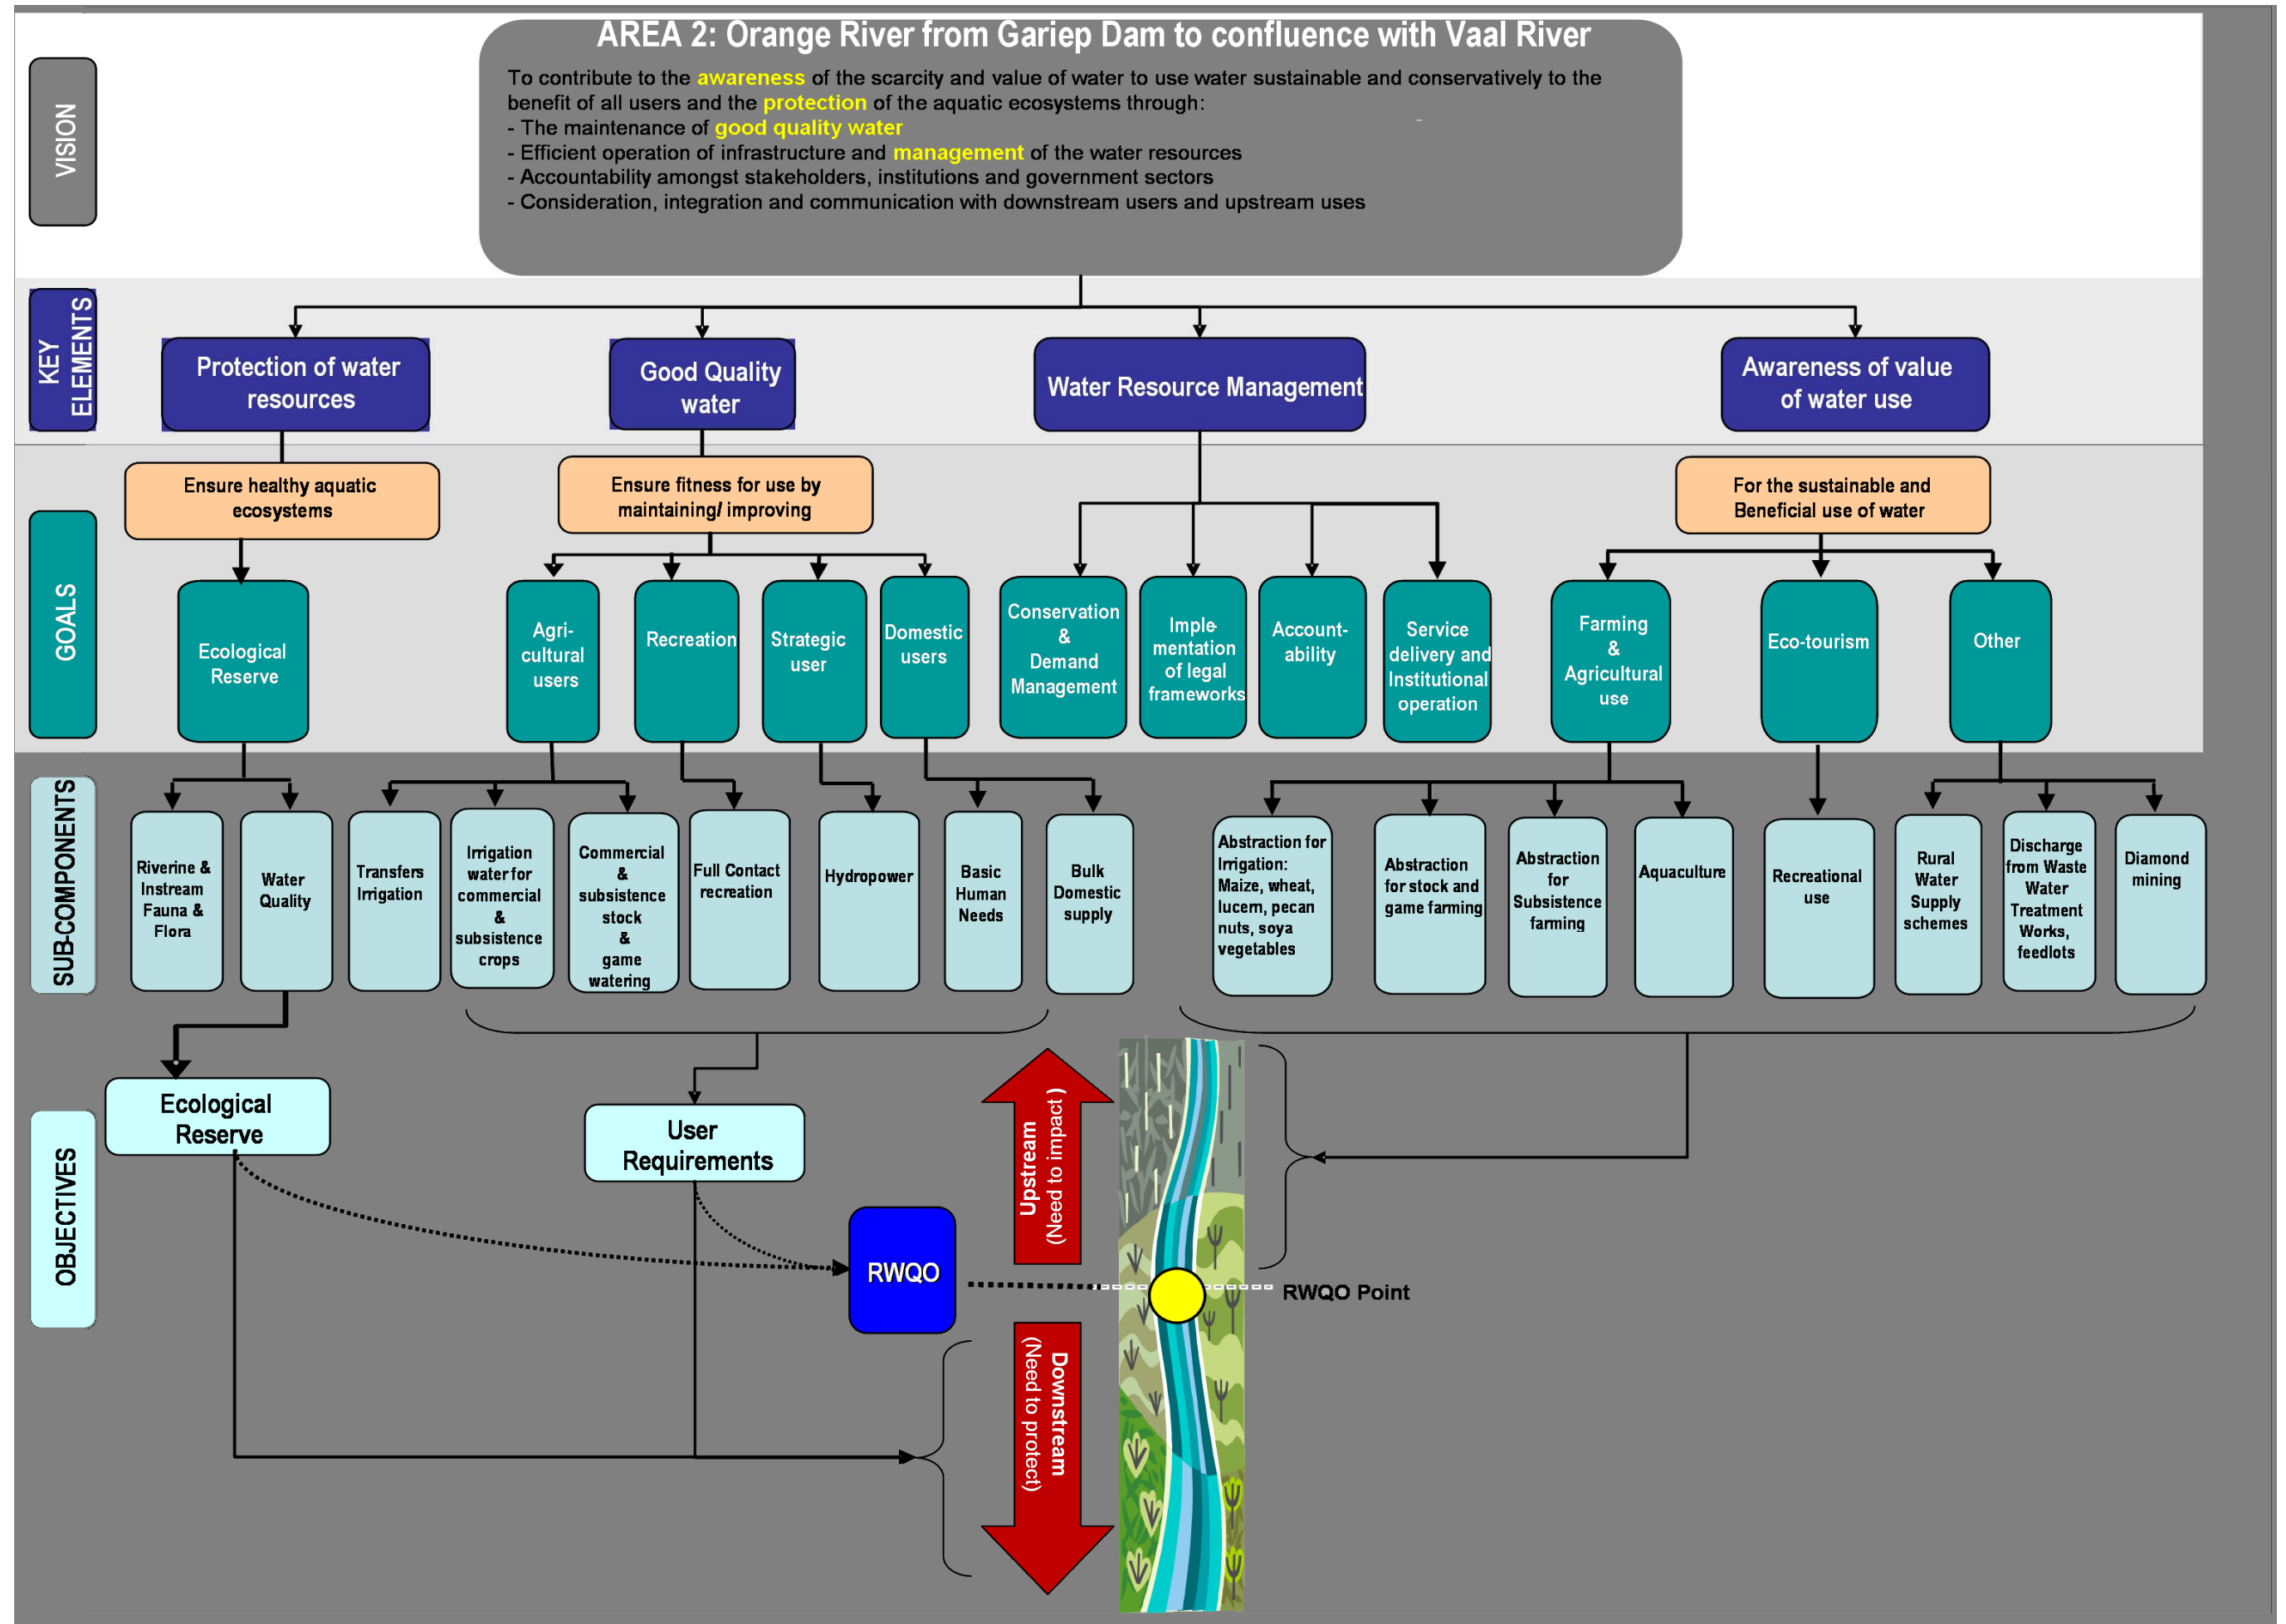 AREA 2: Orange River from Gariep Dam to confluence with Vaal River
VISION
To contribute to the awareness of the scarcity and value of water to use water sustainable and conservatively to the
benefit of all users and the protection of the aquatic ecosystems through:
- The maintenance of good quality water
- Efficient operation of infrastructure and management of the water resources
- Accountability amongst stakeholders, institutions and government sectors
- Consideration, integration and communication with downstream users and upstream uses
KEY
ELEMENTS
Protection of water
resources
Good Quality
water
Water Resource Management
Awareness of value
of water use
GOALS
Ensure healthy aquatic
ecosystems
Ensure fitness for use by
maintaining/ improving
For the sustainable and
Beneficial use of water
Ecological
Reserve
Agri-
cultural
users
Recreation
Strategic
user
Domestic
users
Conservation
&
Demand
Management
Imple-
mentation
of legal
frameworks
Account-
ability
Service
delivery and
Institutional
operation
Farming
&
Agricultural
use
Eco-tourism
Other
SUB-COMPONENTS
Riverine &
Instream
Fauna &
Flora
Water
Quality
Transfers
Irrigation
Irrigation
water for
commercial
&
subsistence
crops
Commercial
&
subsistence
stock
&
game
watering
Full Contact
recreation
Hydropower
Basic
Human
Needs
Bulk
Domestic
supply
Abstraction for
Irrigation:
Maize, wheat,
lucern, pecan
nuts, soya
vegetables
Abstraction
for stock and
game farming
Abstraction
for
Subsistence
farming
Aquaculture
Recreational
use
Rural
Water
Supply
schemes
Discharge
from Waste
Water
Treatment
Works,
feedlots
Diamond
mining
OBJECTIVES
Ecological
Reserve
User
Requirements
RWQO
Upstream
(Need to impact )
RWQO Point
Downstream
(Need to protect)